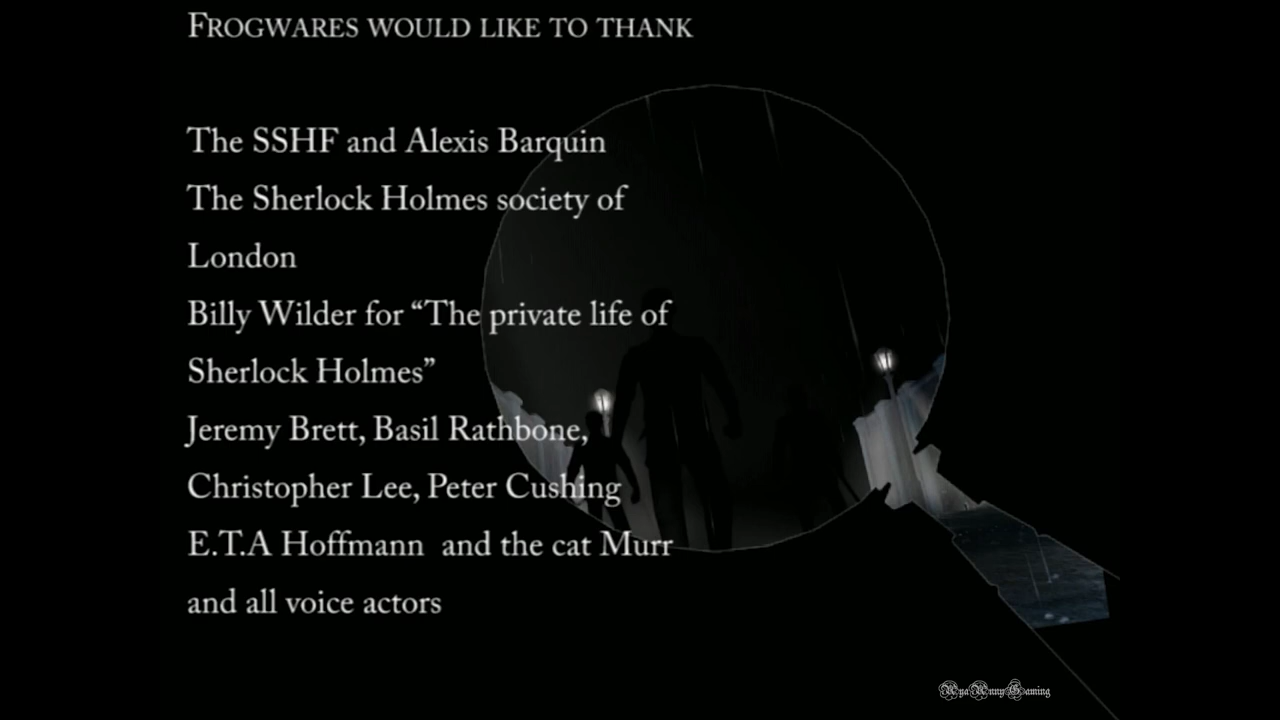 Frogwares would like to thank
The SSHF and Alexis Barquin
The Sherlock Holmes society of
London
Billy Wilder for “The private life of
Sherlock Holmes”
Jeremy Brett, Basil Rathbone,
Christopher Lee, Peter Cushing
E.T.A Hoffmann  and the cat Murr
and all voice actors